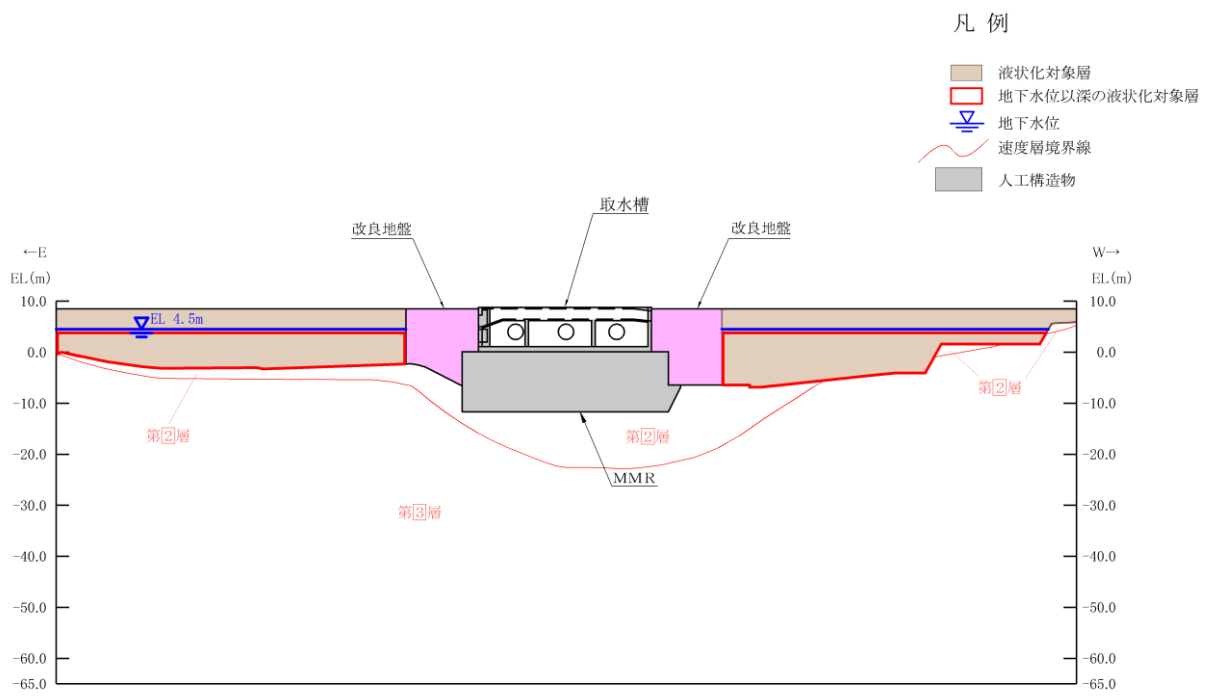 凡 例
液状化対象層
地下水位以深の液状化対象層
地下水位
速度層境界線
人工構造物
取水槽
改良地盤
改良地盤
←E
EL(m)
W→
EL(m)
10.0
0.0
-10.0
-20.0
-30.0
-40.0
-50.0
-60.0
-65.0
EL 4.5m
第2層
第2層
第2層
MMR
第3層
10.0
0.0
-10.0
-20.0
-30.0
-40.0
-50.0
-60.0
-65.0